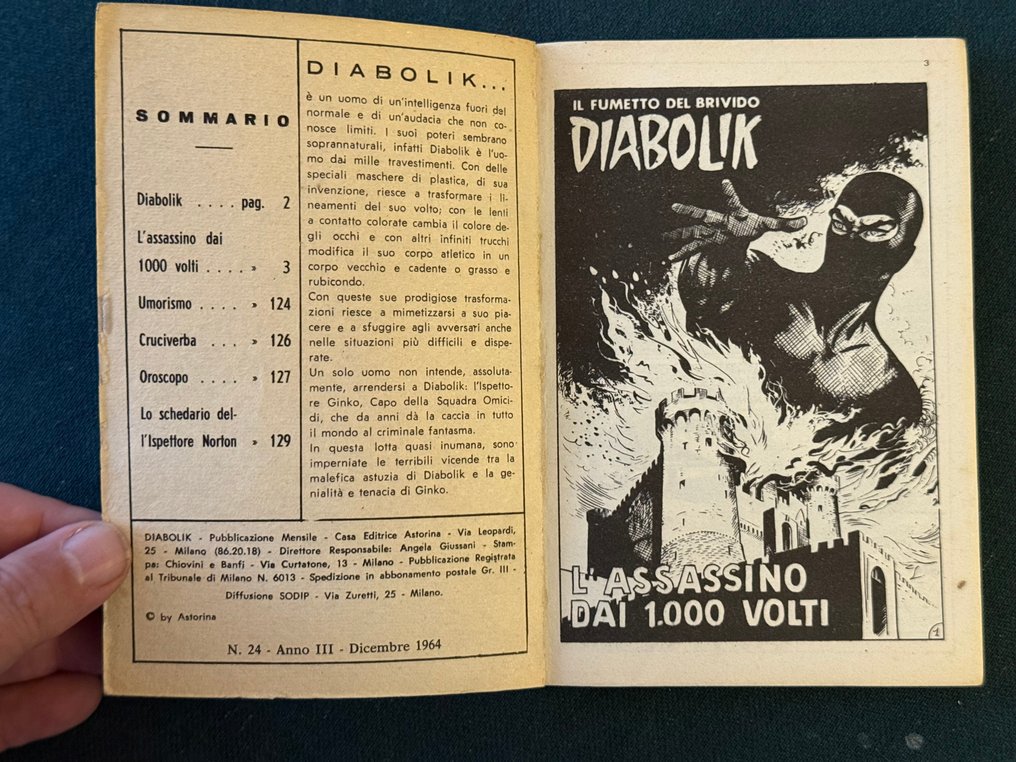 SOMMARIO
Diabolik . . . . pag. 2
L'assassino dai
1000 volti . . . . » 3
Umorismo . . . . » 124
Cruciverba . . . » 126
Oroscopo . . . . » 127
Lo schedario del-
l'Ispettore Norton » 129
DIABOLIK...
è un uomo di un'intelligenza fuori del
normale e di un'audacia che non co-
nosce limiti. I suoi poteri sembrano
soprannaturali, infatti Diabolik è l'uo-
mo dai mille travestimenti. Con delle
speciali maschere di plastica, di sua
invenzione, riesce a trasformare i li-
neamenti del suo volto; con le lenti
a contatto colorate cambia il colore de-
gli occhi e con altri infiniti trucchi
modifica il suo corpo atletico in un
corpo vecchio e cadente o grasso e
rubicondo.
Con queste sue prodigiose trasforma-
zioni riesce a mimetizzarsi a suo pia-
cere e a sfuggire agli avversari anche
nelle situazioni più difficili e dispe-
rate.
Un solo uomo non intende, assoluta-
mente, arrendersi a Diabolik: l'Ispetto-
re Ginko, Capo della Squadra Omici-
di, che da anni dà la caccia in tutto
il mondo al criminale fantasma.
In questa lotta quasi inumana, sono
imperniate le terribili vicende tra la
malefica astuzia di Diabolik e la ge-
nialità e tenacia di Ginko.
DIABOLIK - Pubblicazione Mensile - Casa Editrice Astorina - Via Leopardi,
25 - Milano (86.20.18) - Direttore Responsabile: Angela Giussani - Stam-
pa: Chiovini e Banfi - Via Curtatone, 13 - Milano - Pubblicazione Registrata
al Tribunale di Milano N. 6013 - Spedizione in abbonamento postale Gr. III -
Diffusione SODIP - Via Zuretti, 25 - Milano.
© by Astorina
N. 24 - Anno III - Dicembre 1964
3
IL FUMETTO DEL BRIVIDO
DIABOLIK
L'ASSASSINO
DAI 1.000 VOLTI
1